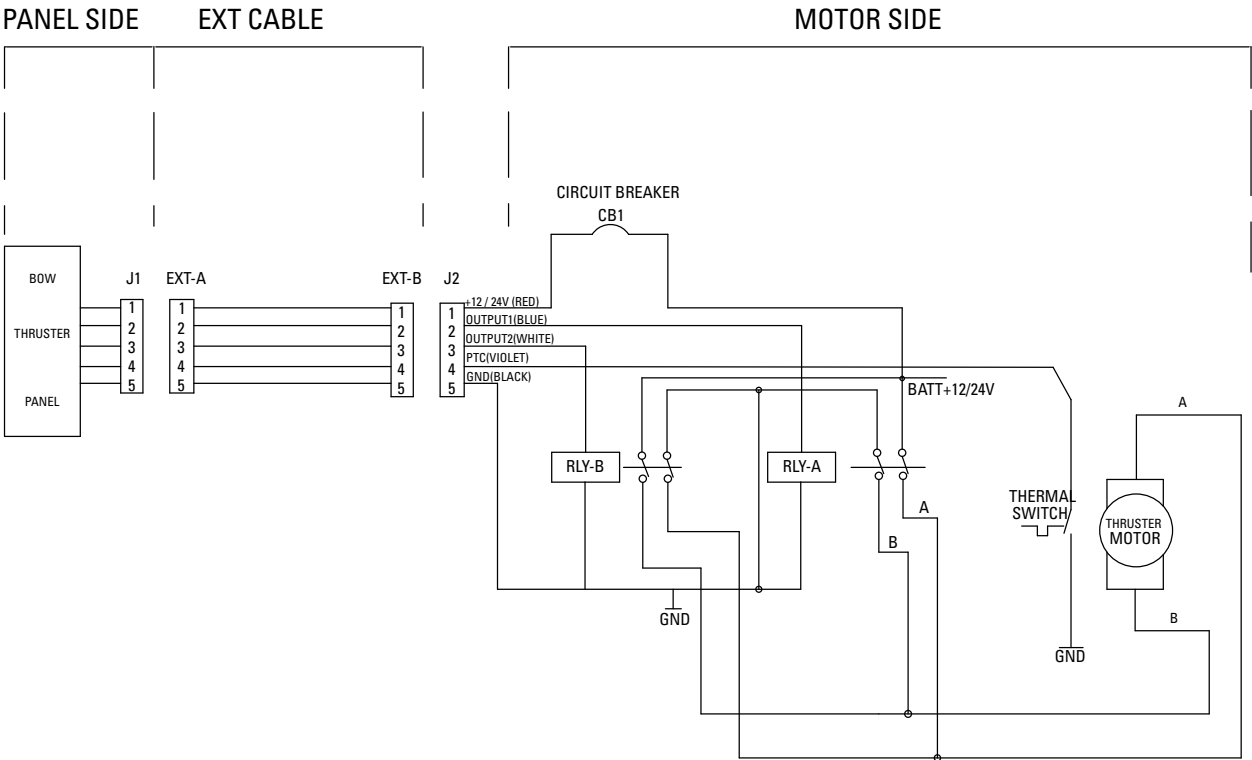 PANEL SIDE
EXT CABLE
MOTOR SIDE
CIRCUIT BREAKER
CB1
BOW
THRUSTER
PANEL
J1
1
2
3
4
5
EXT-A
1
2
3
4
5
EXT-B
1
2
3
4
5
J2
1
2
3
4
5
+12 / 24V (RED)
OUTPUT1(BLUE)
OUTPUT2(WHITE)
PTC(VIOLET)
GND(BLACK)
BATT+12/24V
RLY-B
RLY-A
A
B
GND
THERMAL
SWITCH
GND
A
THRUSTER
MOTOR
B